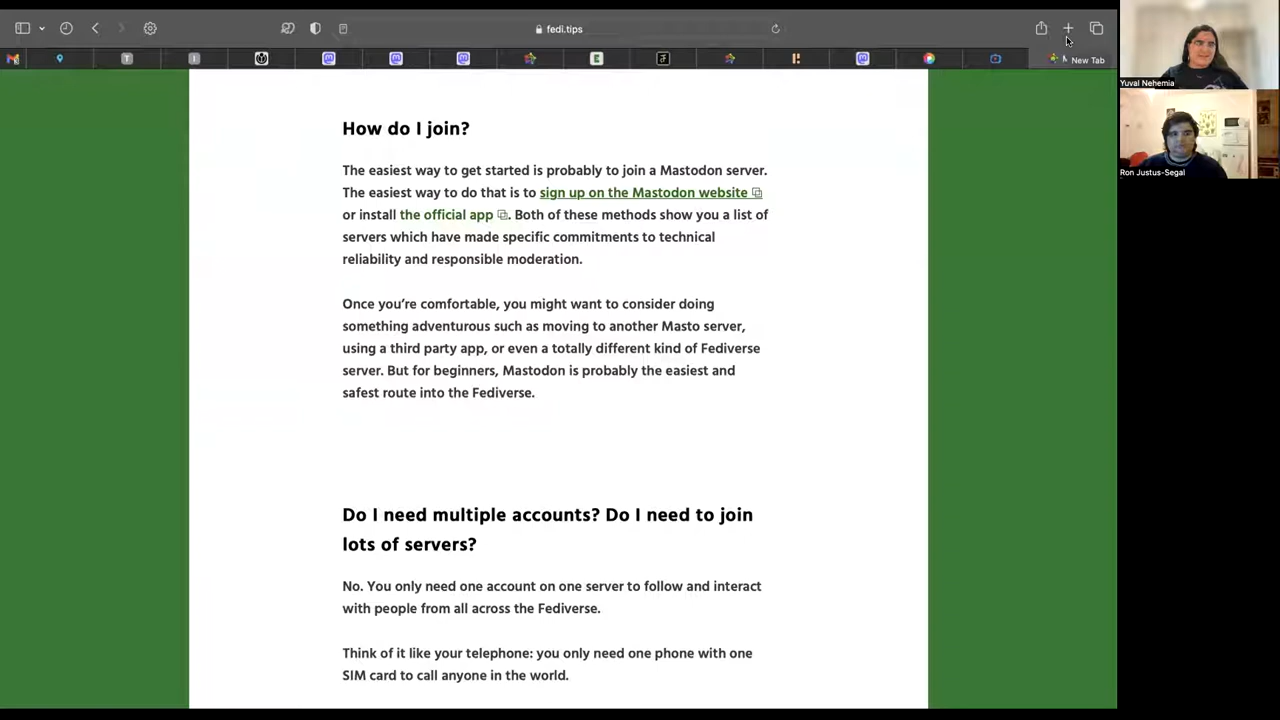 fedi.tips
T
I
M
New Tab
Yuval Nehemia
Ron Justus-Segal
How do I join?
The easiest way to get started is probably to join a Mastodon server.
The easiest way to do that is to sign up on the Mastodon website
or install the official app. Both of these methods show you a list of
servers which have made specific commitments to technical
reliability and responsible moderation.
Once you’re comfortable, you might want to consider doing
something adventurous such as moving to another Masto server,
using a third party app, or even a totally different kind of Fediverse
server. But for beginners, Mastodon is probably the easiest and
safest route into the Fediverse.
Do I need multiple accounts? Do I need to join
lots of servers?
No. You only need one account on one server to follow and interact
with people from all across the Fediverse.
Think of it like your telephone: you only need one phone with one
SIM card to call anyone in the world.